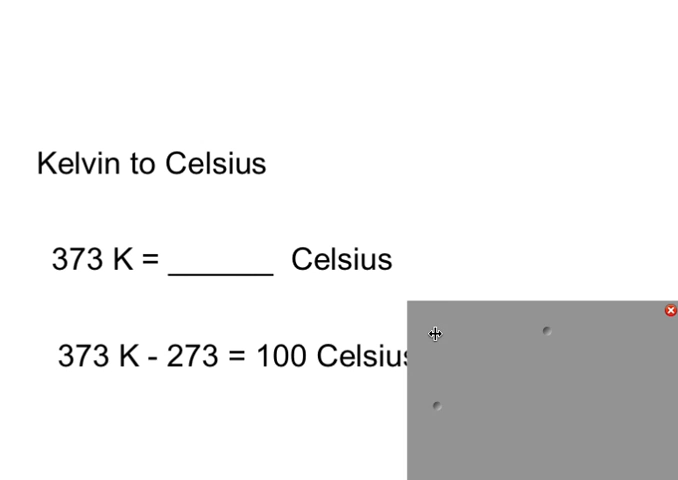 Kelvin to Celsius
373 K = ______ Celsius
373 K - 273 = 100 Celsius